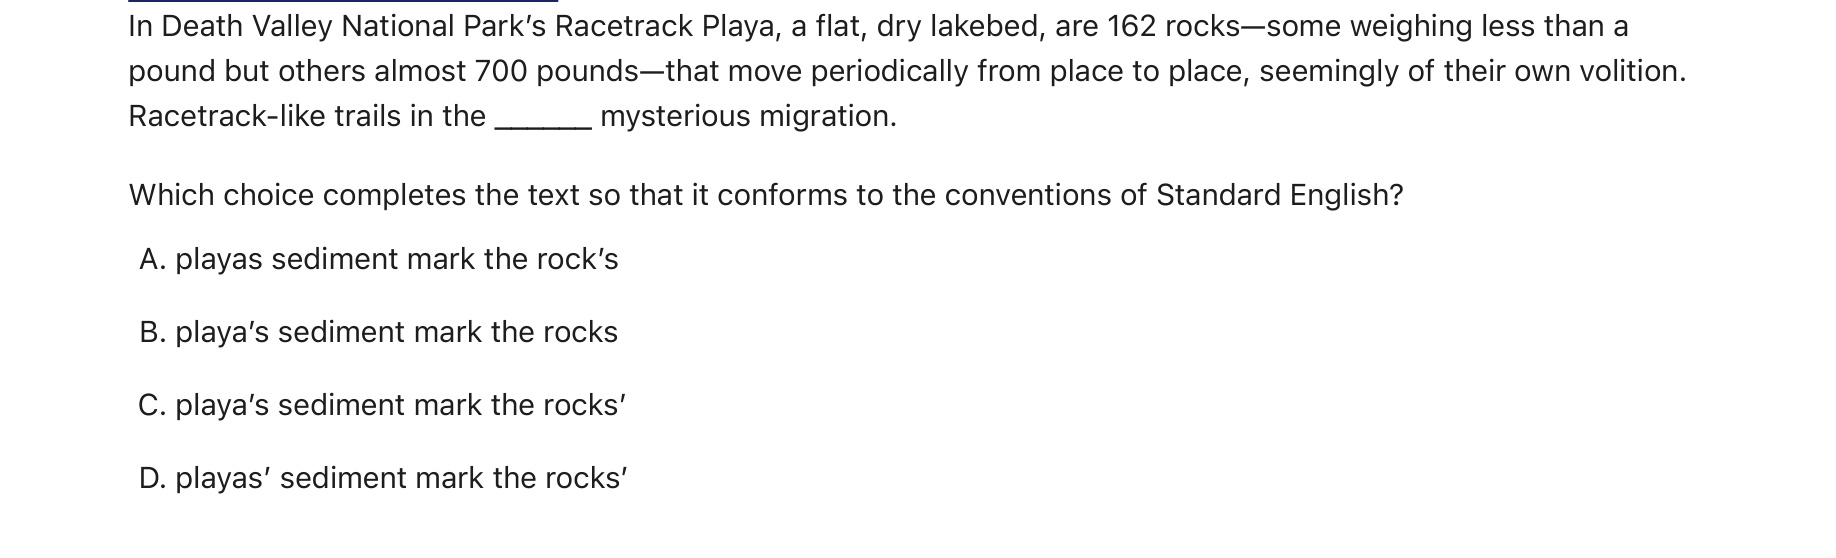 In Death Valley National Park’s Racetrack Playa, a flat, dry lakebed, are 162 rocks—some weighing less than a
pound but others almost 700 pounds—that move periodically from place to place, seemingly of their own volition.
Racetrack-like trails in the ______ mysterious migration.
Which choice completes the text so that it conforms to the conventions of Standard English?
A. playas sediment mark the rock’s
B. playa’s sediment mark the rocks
C. playa’s sediment mark the rocks’
D. playas’ sediment mark the rocks’